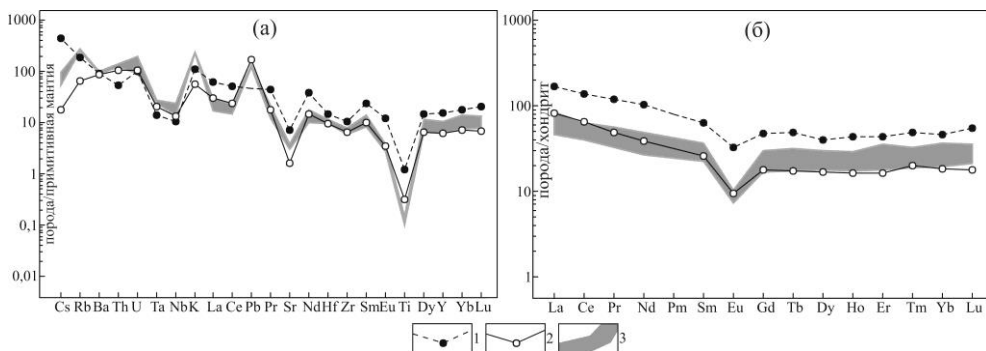 (а)
порода/примитивная мантия
1000
100
10
1
0,1
0,01
Cs Rb Ba Th U Ta Nb K La Ce Pb Pr Sr Nd Hf Zr Sm Eu Ti Dy Y Yb Lu
(б)
порода/хондрит
1000
100
10
1
La Ce Pr Nd Pm Sm Eu Gd Tb Dy Ho Er Tm Yb Lu
1 2 3